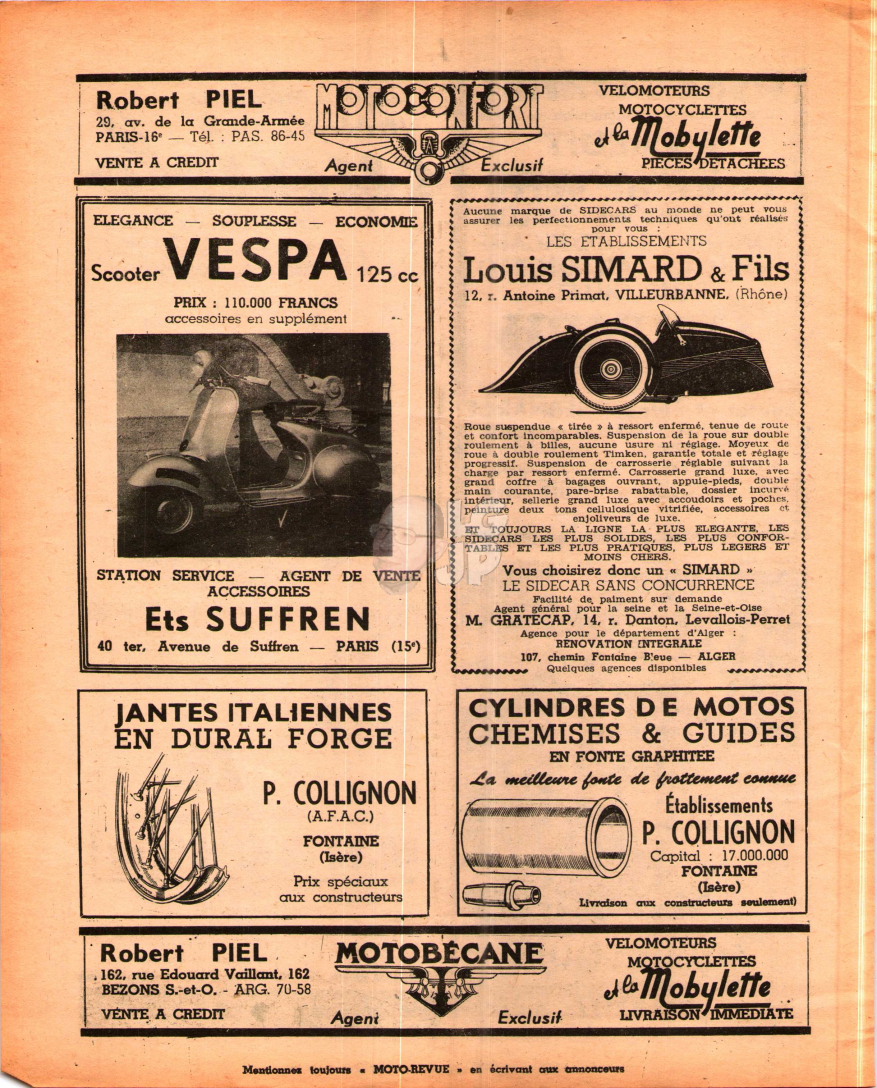 Robert PIEL
29, av. de la Grande-Armée
PARIS-16e — Tél. : PAS. 86-45
VENTE A CREDIT
MOTOCONFORT
Agent Exclusif
VELOMOTEURS
MOTOCYCLETTES
et la Mobylette
PIECES DETACHEES
ELEGANCE — SOUPLESSE — ECONOMIE
Scooter VESPA 125 cc
PRIX : 110.000 FRANCS
accessoires en supplément
STATION SERVICE — AGENT DE VENTE
ACCESSOIRES
Ets SUFFREN
40 ter, Avenue de Suffren — PARIS (15e)
Aucune marque de SIDECARS au monde ne peut vous
assurer les perfectionnements techniques qu'ont réalisés
pour vous :
LES ETABLISSEMENTS
Louis SIMARD & Fils
12, r. Antoine Primat, VILLEURBANNE, (Rhône)
Roue suspendue « tirée » à ressort enfermé, tenue de route
et confort incomparables. Suspension de la roue sur double
roulement à billes, aucune usure ni réglage. Moyeux de
roue à double roulement Timken, garantie totale et réglage
progressif. Suspension de carrosserie réglable suivant la
charge par ressort enfermé. Carrosserie grand luxe, avec
grand coffre à bagages ouvrant, appuie-pieds, double
main courante, pare-brise rabattable, dossier incurvé
intérieur, sellerie grand luxe avec accoudoirs et poches,
peinture deux tons cellulosique vitrifiée, accessoires et
enjoliveurs de luxe.
ET TOUJOURS LA LIGNE LA PLUS ELEGANTE, LES
SIDECARS LES PLUS SOLIDES, LES PLUS CONFOR-
TABLES ET LES PLUS PRATIQUES, PLUS LEGERS ET
MOINS CHERS.
Vous choisirez donc un « SIMARD »
LE SIDECAR SANS CONCURRENCE
Facilité de paiment sur demande
Agent général pour la seine et la Seine-et-Oise
M. GRATECAP, 14, r. Danton, Levallois-Perret
Agence pour le département d'Alger :
RENOVATION INTEGRALE
107, chemin Fontaine Bleue — ALGER
Quelques agences disponibles
JANTES ITALIENNES
EN DURAL FORGE
P. COLLIGNON
(A.F.A.C.)
FONTAINE
(Isère)
Prix spéciaux
aux constructeurs
CYLINDRES DE MOTOS
CHEMISES & GUIDES
EN FONTE GRAPHITEE
La meilleure fonte de frottement connue
Établissements
P. COLLIGNON
Capital : 17.000.000
FONTAINE
(Isère)
Livraison aux constructeurs seulement)
Robert PIEL
162, rue Edouard Vaillant, 162
BEZONS S.-et-O. - ARG. 70-58
VENTE A CREDIT
MOTOBÉCANE
Agent Exclusif
VELOMOTEURS
MOTOCYCLETTES
et la Mobylette
LIVRAISON IMMEDIATE
Mentionnez toujours « MOTO-REVUE » en écrivant aux annonceurs